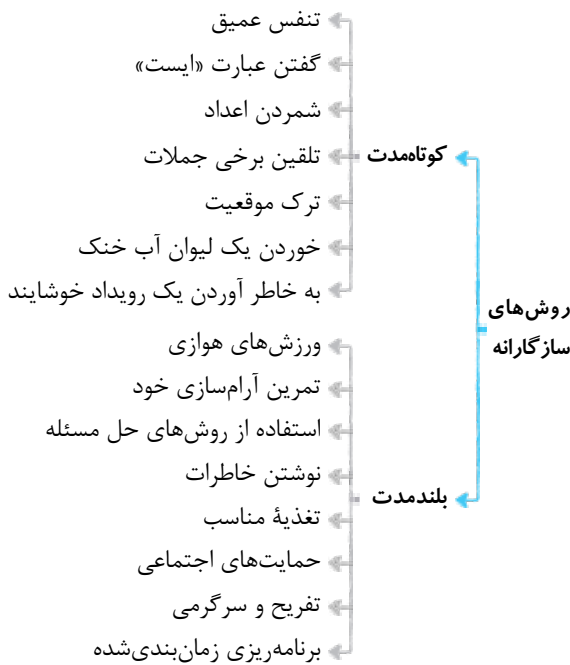 روش‌های
سازگارانه
کوتاه‌مدت
تنفس عمیق
گفتن عبارت «ایست»
شمردن اعداد
تلقین برخی جملات
ترک موقعیت
خوردن یک لیوان آب خنک
به خاطر آوردن یک رویداد خوشایند
بلندمدت
ورزش‌های هوازی
تمرین آرام‌سازی خود
استفاده از روش‌های حل مسئله
نوشتن خاطرات
تغذیۀ مناسب
حمایت‌های اجتماعی
تفریح و سرگرمی
برنامه‌ریزی زمان‌بندی‌شده